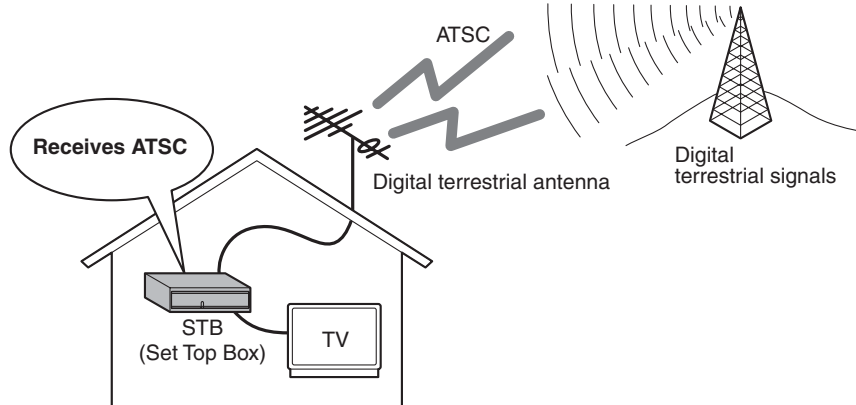 ATSC
Receives ATSC
Digital terrestrial antenna
Digital
terrestrial signals
STB
(Set Top Box)
TV